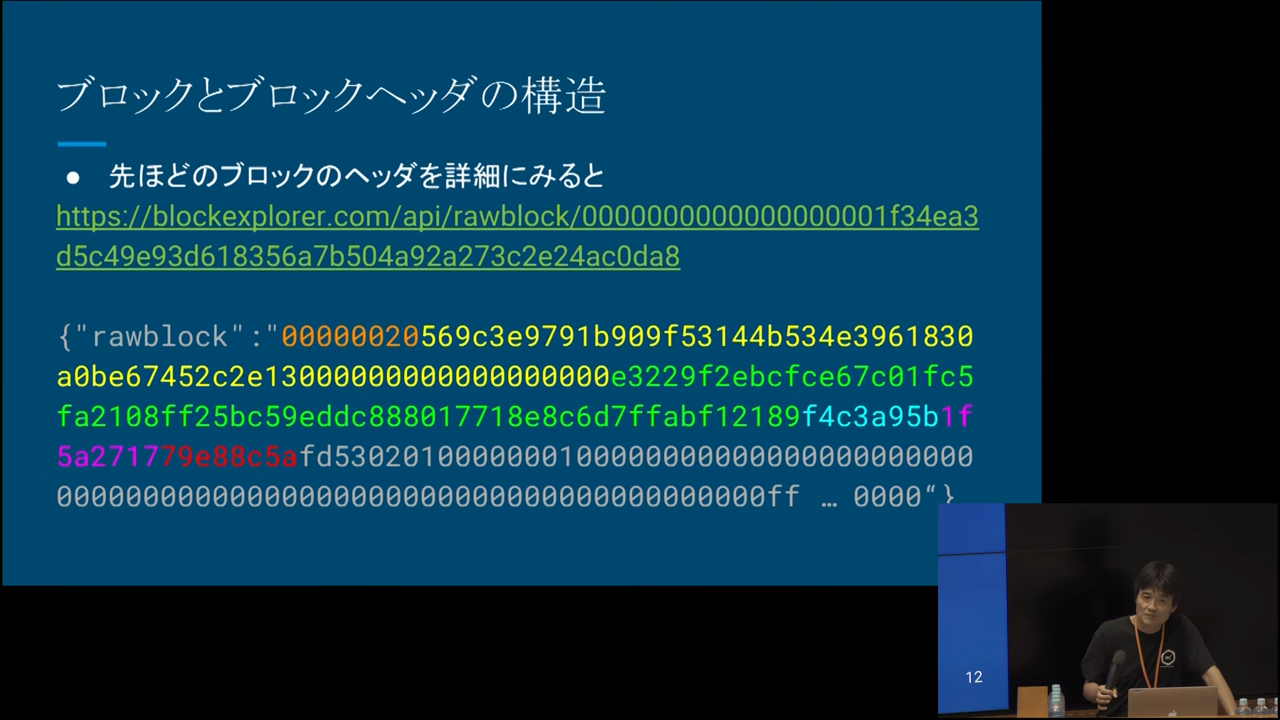 ブロックとブロックヘッダの構造
● 先ほどのブロックのヘッダを詳細にみると
https://blockexplorer.com/api/rawblock/0000000000000000001f34ea3
d5c49e93d618356a7b504a92a273c2e24ac0da8
{"rawblock":"00000020569c3e9791b909f53144b534e3961830
a0be67452c2e13000000000000000000e3229f2ebcfce67c01fc5
fa2108ff25bc59eddc888017718e8c6d7ffabf12189f4c3a95b1f
5a271779e88c5afd5302010000000100000000000000000000000
00000000000000000000000000000000000000000ff … 0000“}
12